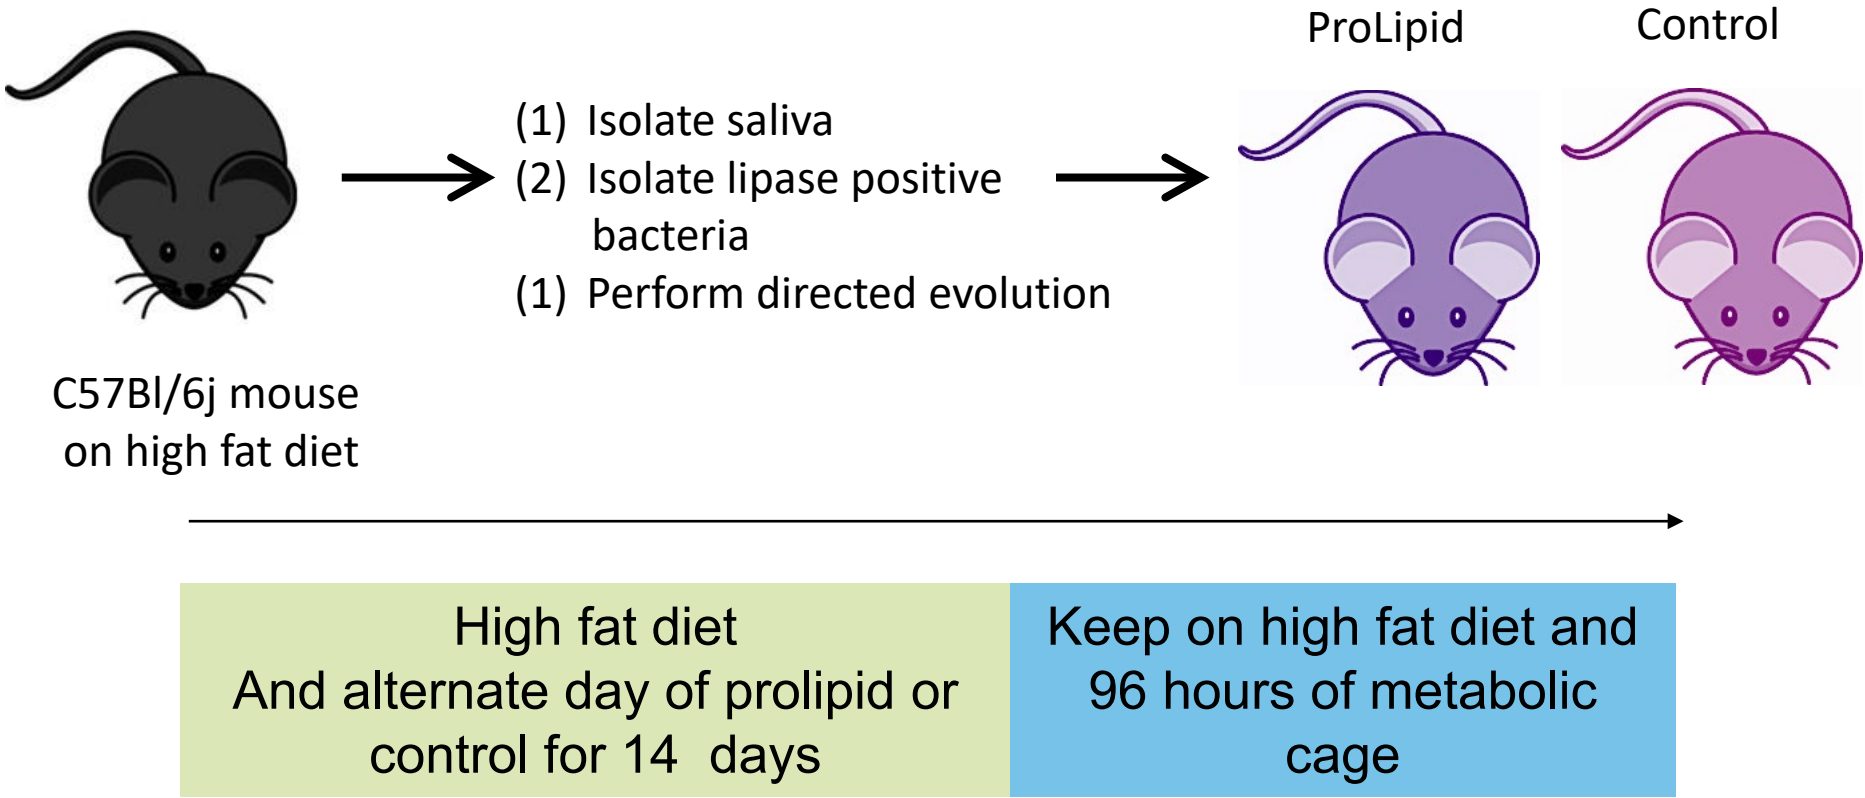 ProLipid
Control
(1) Isolate saliva
(2) Isolate lipase positive
bacteria
(1) Perform directed evolution
C57Bl/6j mouse
on high fat diet
High fat diet
And alternate day of prolipid or
control for 14 days
Keep on high fat diet and
96 hours of metabolic
cage